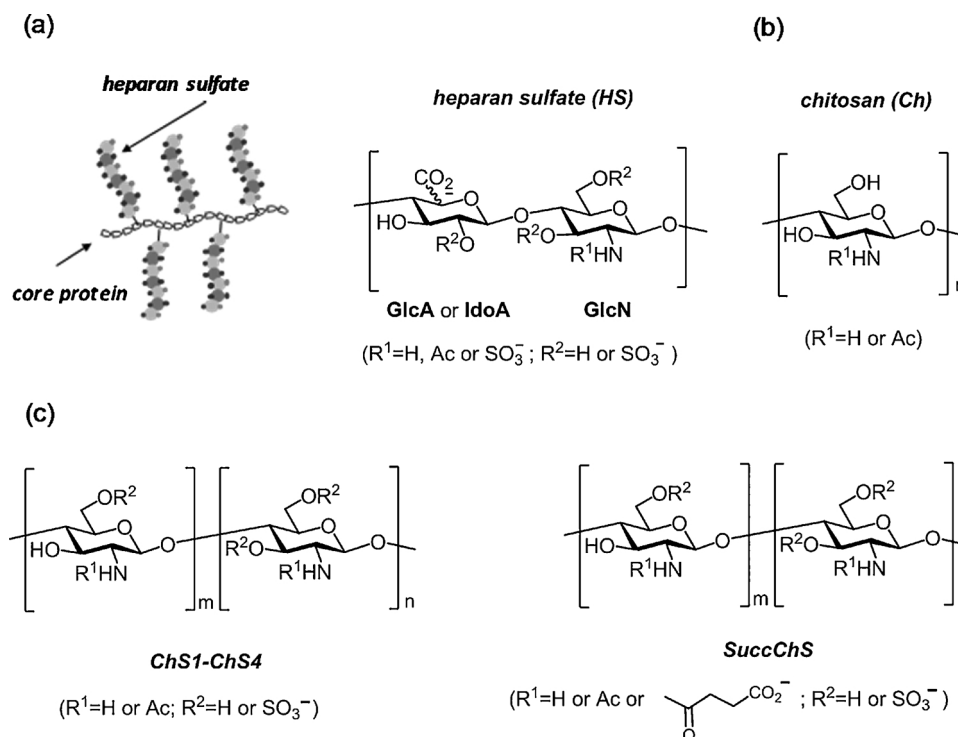 (a)
heparan sulfate
core protein
heparan sulfate (HS)
CO₂⁻
O
HO
R²O
O
OR²
O
R²O
R¹HN
O
GlcA or IdoA
GlcN
(R¹=H, Ac or SO₃⁻ ; R²=H or SO₃⁻ )
(b)
chitosan (Ch)
OH
O
HO
R¹HN
O
(R¹=H or Ac)
(c)
OR²
O
HO
R¹HN
O
m
OR²
O
R²O
R¹HN
O
n
ChS1-ChS4
(R¹=H or Ac; R²=H or SO₃⁻)
OR²
O
HO
R¹HN
O
m
OR²
O
R²O
R¹HN
O
SuccChS
(R¹=H or Ac or
CO₂⁻
O
; R²=H or SO₃⁻)